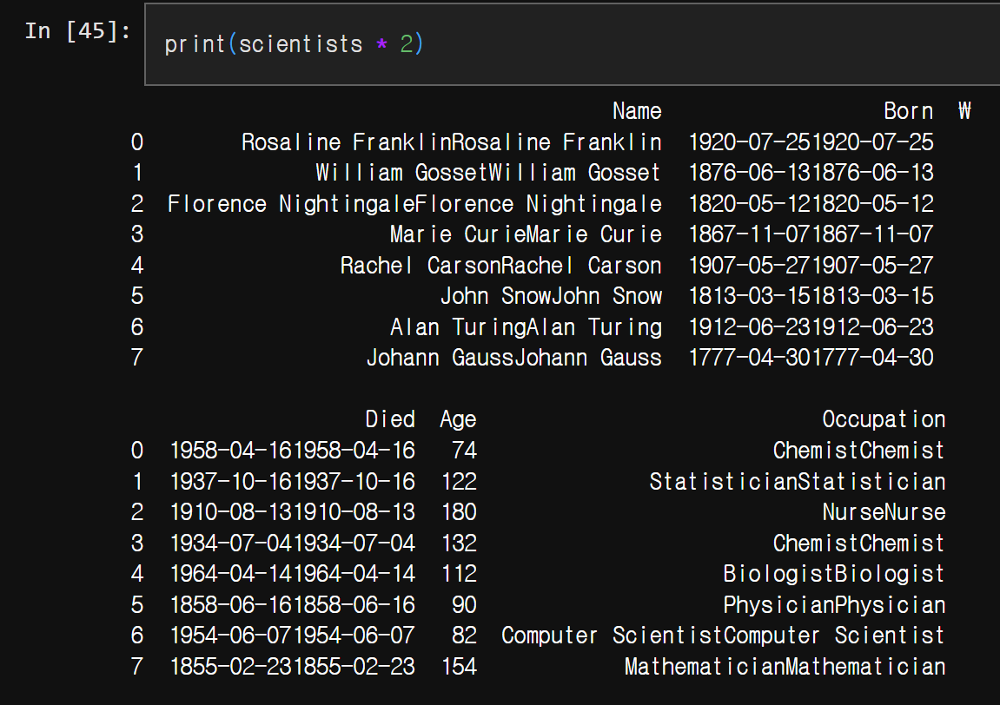 In [45]: print(scientists * 2)
Name Born ₩
0 Rosaline FranklinRosaline Franklin 1920-07-251920-07-25
1 William GossetWilliam Gosset 1876-06-131876-06-13
2 Florence NightingaleFlorence Nightingale 1820-05-121820-05-12
3 Marie CurieMarie Curie 1867-11-071867-11-07
4 Rachel CarsonRachel Carson 1907-05-271907-05-27
5 John SnowJohn Snow 1813-03-151813-03-15
6 Alan TuringAlan Turing 1912-06-231912-06-23
7 Johann GaussJohann Gauss 1777-04-301777-04-30
Died Age Occupation
0 1958-04-161958-04-16 74 ChemistChemist
1 1937-10-161937-10-16 122 StatisticianStatistician
2 1910-08-131910-08-13 180 NurseNurse
3 1934-07-041934-07-04 132 ChemistChemist
4 1964-04-141964-04-14 112 BiologistBiologist
5 1858-06-161858-06-16 90 PhysicianPhysician
6 1954-06-071954-06-07 82 Computer ScientistComputer Scientist
7 1855-02-231855-02-23 154 MathematicianMathematician